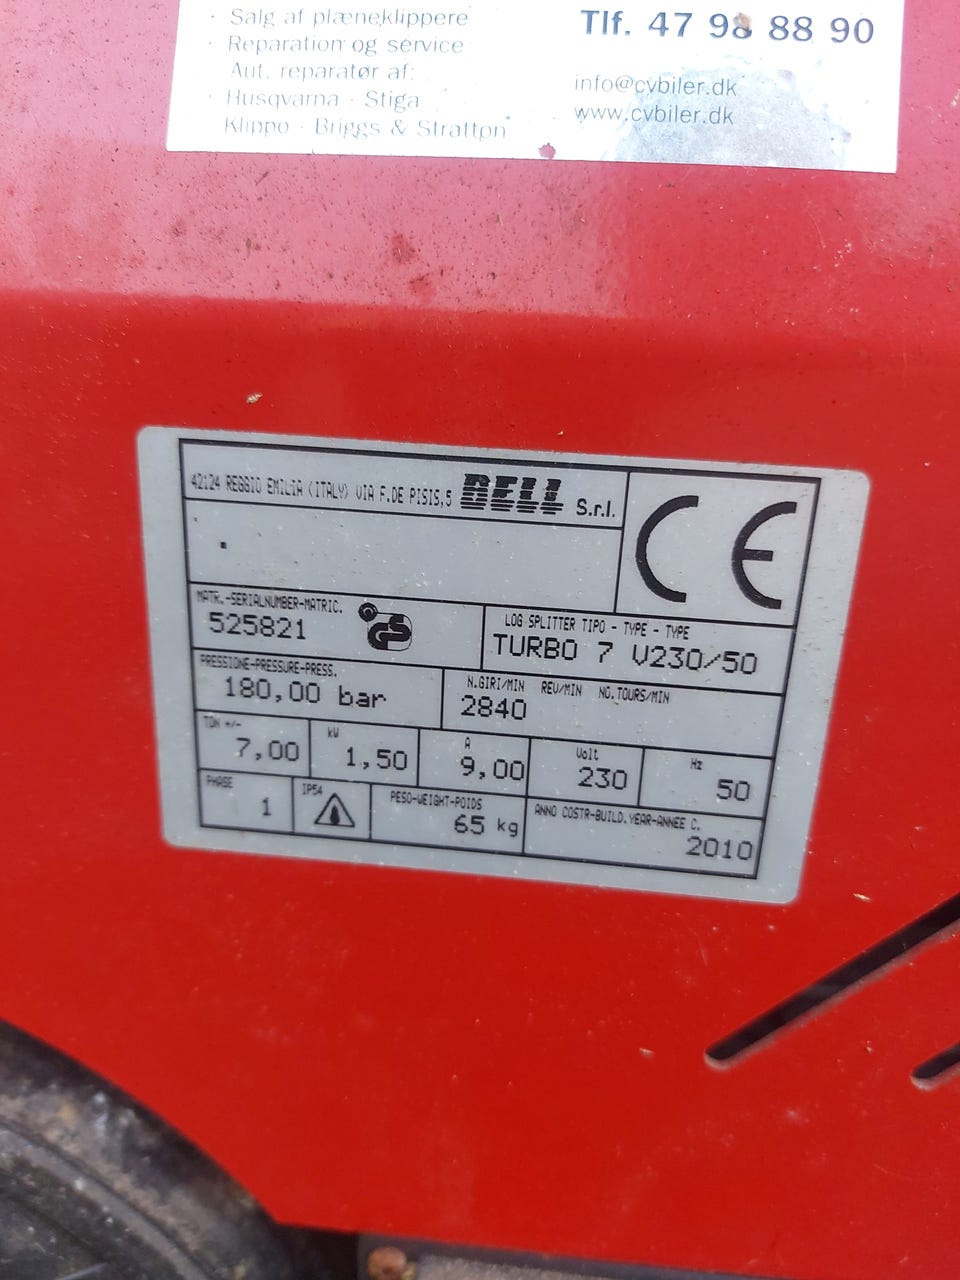 · Salg af plæneklippere
· Reparation og service
Aut. reparatør af:
· Husqvarna · Stiga
Klippo · Briggs & Stratton
Tlf. 47 98 88 90
info@cvbiler.dk
www.cvbiler.dk
42124 REGGIO EMILIA (ITALY) VIA F.DE PISIS,5 BELL S.r.l.
CE
MATR.-SERIALNUMBER-MATRIC.
525821
GS
LOG SPLITTER TIPO - TYPE - TYPE
TURBO 7 V230/50
PRESSIONE-PRESSURE-PRESS.
180,00 bar
N.GIRI/MIN REV/MIN NO.TOURS/MIN
2840
TON +/-
7,00
kW
1,50
A
9,00
Volt
230
Hz
50
PHASE
1
IP54
PESO-WEIGHT-POIDS
65 kg
ANNO COSTR-BUILD.YEAR-ANNEE C.
2010